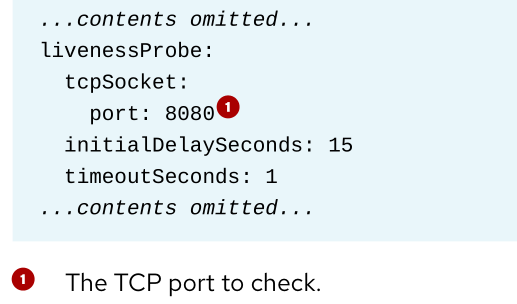 ...contents omitted...
livenessProbe:
  tcpSocket:
    port: 8080 1
  initialDelaySeconds: 15
  timeoutSeconds: 1
...contents omitted...
1 The TCP port to check.